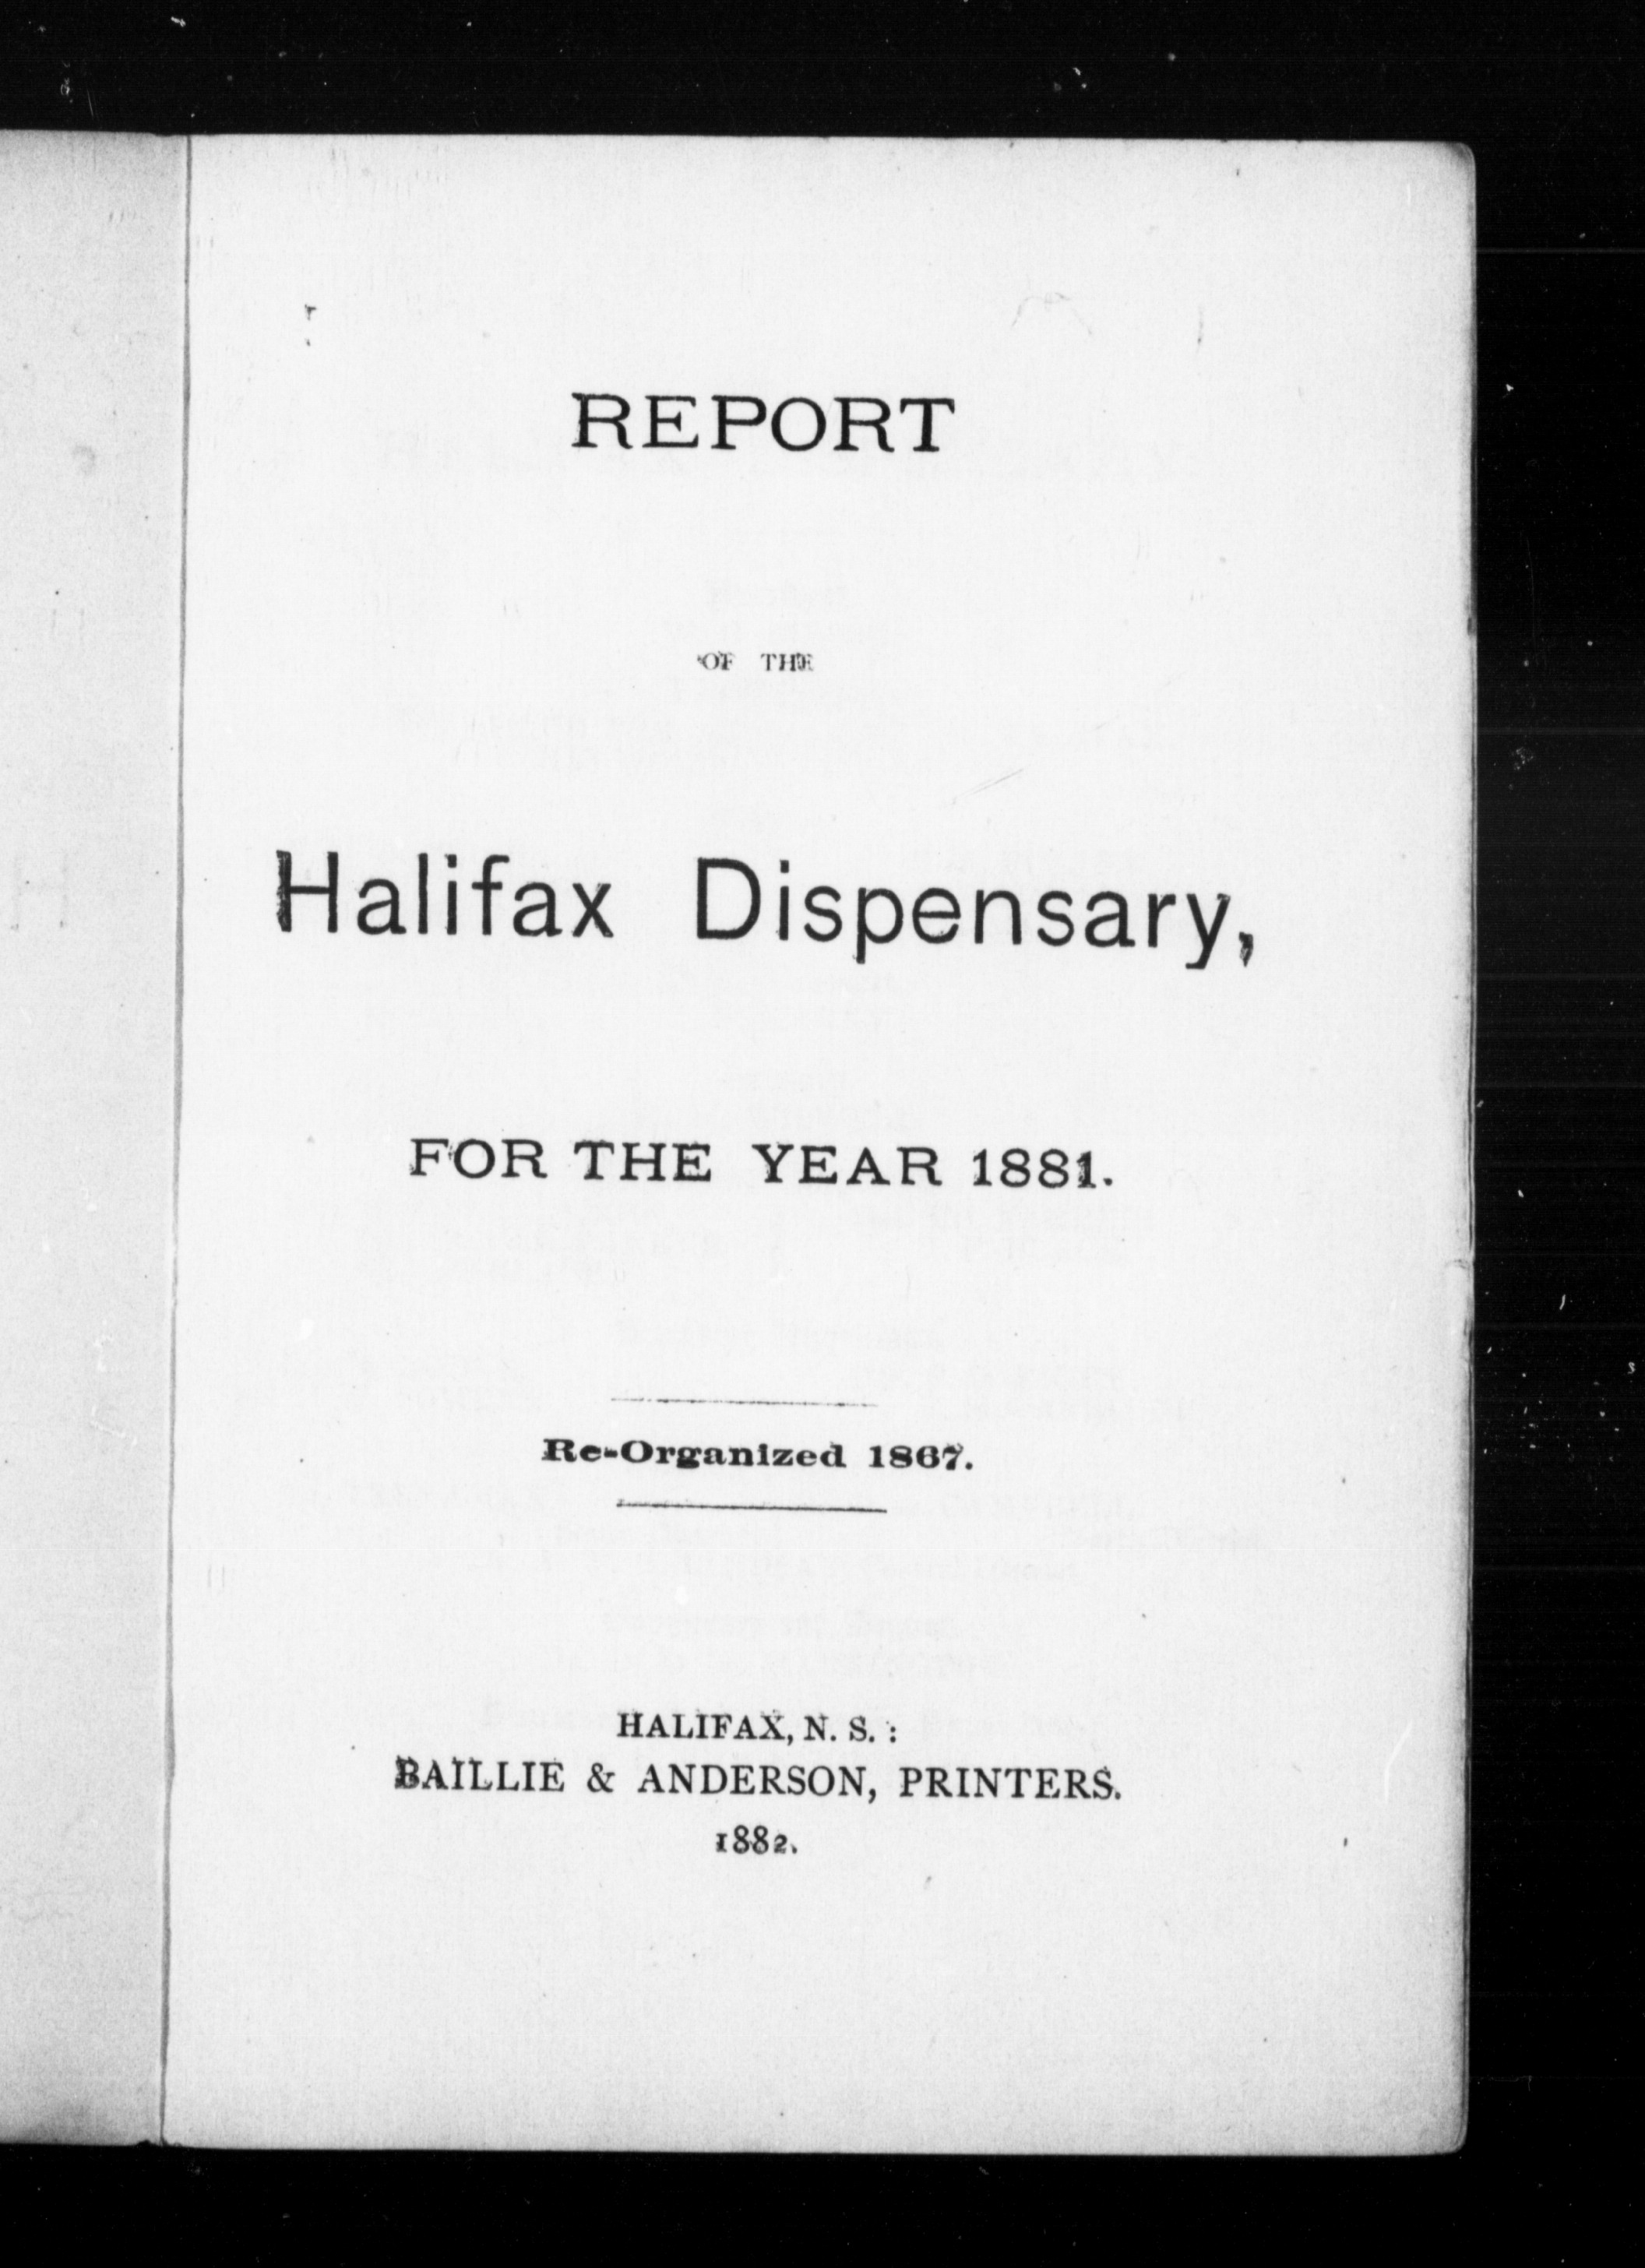 REPORT
OF THE
Halifax Dispensary,
FOR THE YEAR 1881.
Re-Organized 1867.
HALIFAX, N. S. :
BAILLIE & ANDERSON, PRINTERS.
1882.